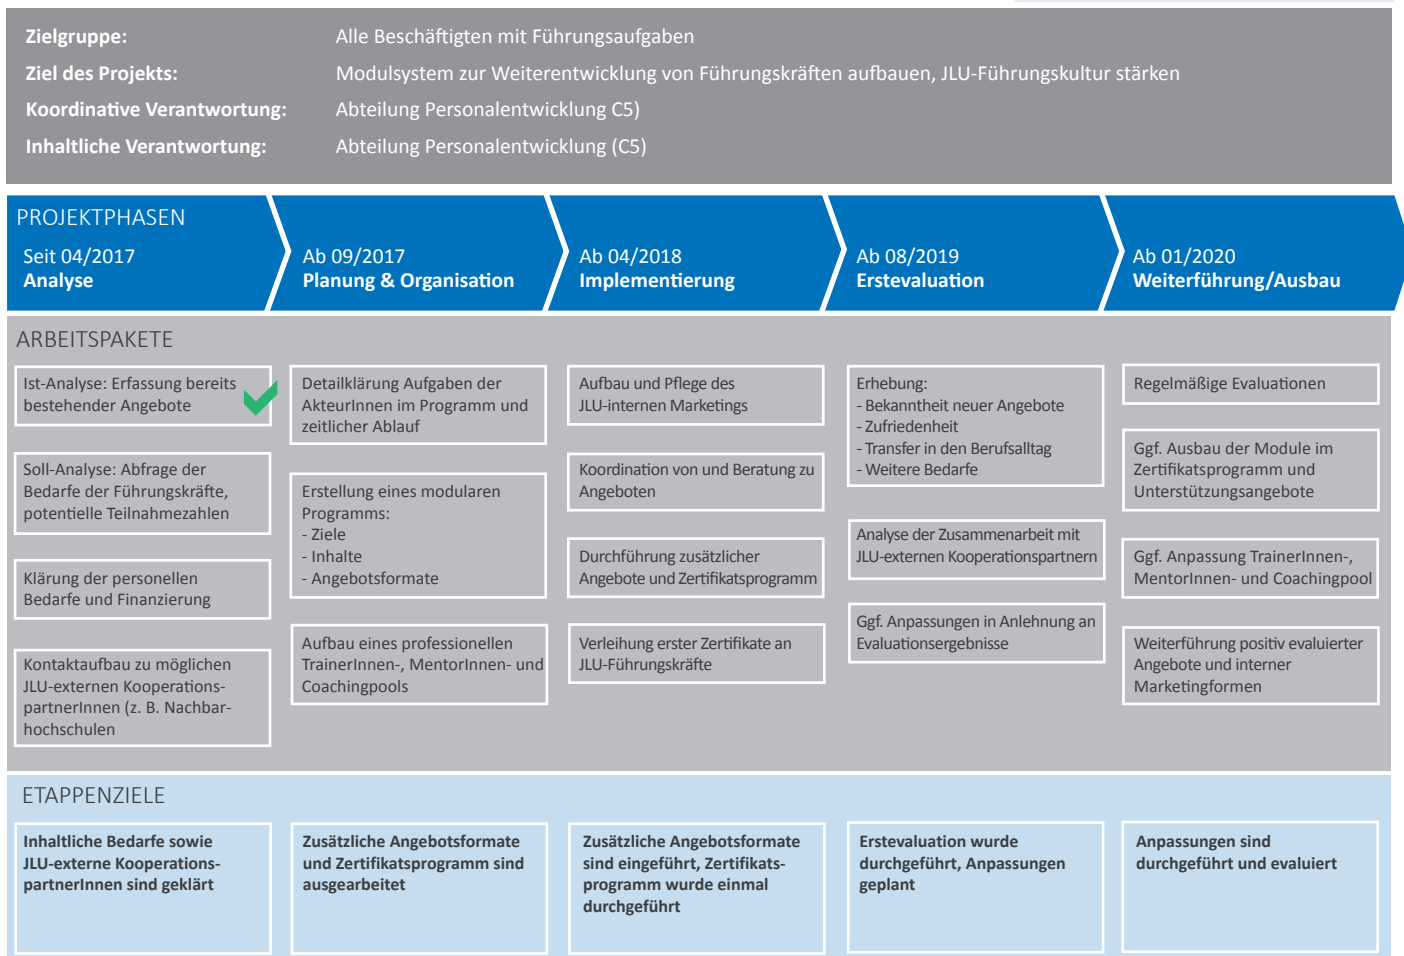 Zielgruppe: Alle Beschäftigten mit Führungsaufgaben
Ziel des Projekts: Modulsystem zur Weiterentwicklung von Führungskräften aufbauen, JLU-Führungskultur stärken
Koordinative Verantwortung: Abteilung Personalentwicklung C5)
Inhaltliche Verantwortung: Abteilung Personalentwicklung (C5)
PROJEKTPHASEN
Seit 04/2017
Analyse
Ab 09/2017
Planung & Organisation
Ab 04/2018
Implementierung
Ab 08/2019
Erstevaluation
Ab 01/2020
Weiterführung/Ausbau
ARBEITSPAKETE
Ist-Analyse: Erfassung bereits
bestehender Angebote
Soll-Analyse: Abfrage der
Bedarfe der Führungskräfte,
potentielle Teilnahmezahlen
Klärung der personellen
Bedarfe und Finanzierung
Kontaktaufbau zu möglichen
JLU-externen Kooperations-
partnerInnen (z. B. Nachbar-
hochschulen
Detailklärung Aufgaben der
AkteurInnen im Programm und
zeitlicher Ablauf
Erstellung eines modularen
Programms:
- Ziele
- Inhalte
- Angebotsformate
Aufbau eines professionellen
TrainerInnen-, MentorInnen- und
Coachingpools
Aufbau und Pflege des
JLU-internen Marketings
Koordination von und Beratung zu
Angeboten
Durchführung zusätzlicher
Angebote und Zertifikatsprogramm
Verleihung erster Zertifikate an
JLU-Führungskräfte
Erhebung:
- Bekanntheit neuer Angebote
- Zufriedenheit
- Transfer in den Berufsalltag
- Weitere Bedarfe
Analyse der Zusammenarbeit mit
JLU-externen Kooperationspartnern
Ggf. Anpassungen in Anlehnung an
Evaluationsergebnisse
Regelmäßige Evaluationen
Ggf. Ausbau der Module im
Zertifikatsprogramm und
Unterstützungsangebote
Ggf. Anpassung TrainerInnen-,
MentorInnen- und Coachingpool
Weiterführung positiv evaluierter
Angebote und interner
Marketingformen
ETAPPENZIELE
Inhaltliche Bedarfe sowie
JLU-externe Kooperations-
partnerInnen sind geklärt
Zusätzliche Angebotsformate
und Zertifikatsprogramm sind
ausgearbeitet
Zusätzliche Angebotsformate
sind eingeführt, Zertifikats-
programm wurde einmal
durchgeführt
Erstevaluation wurde
durchgeführt, Anpassungen
geplant
Anpassungen sind
durchgeführt und evaluiert